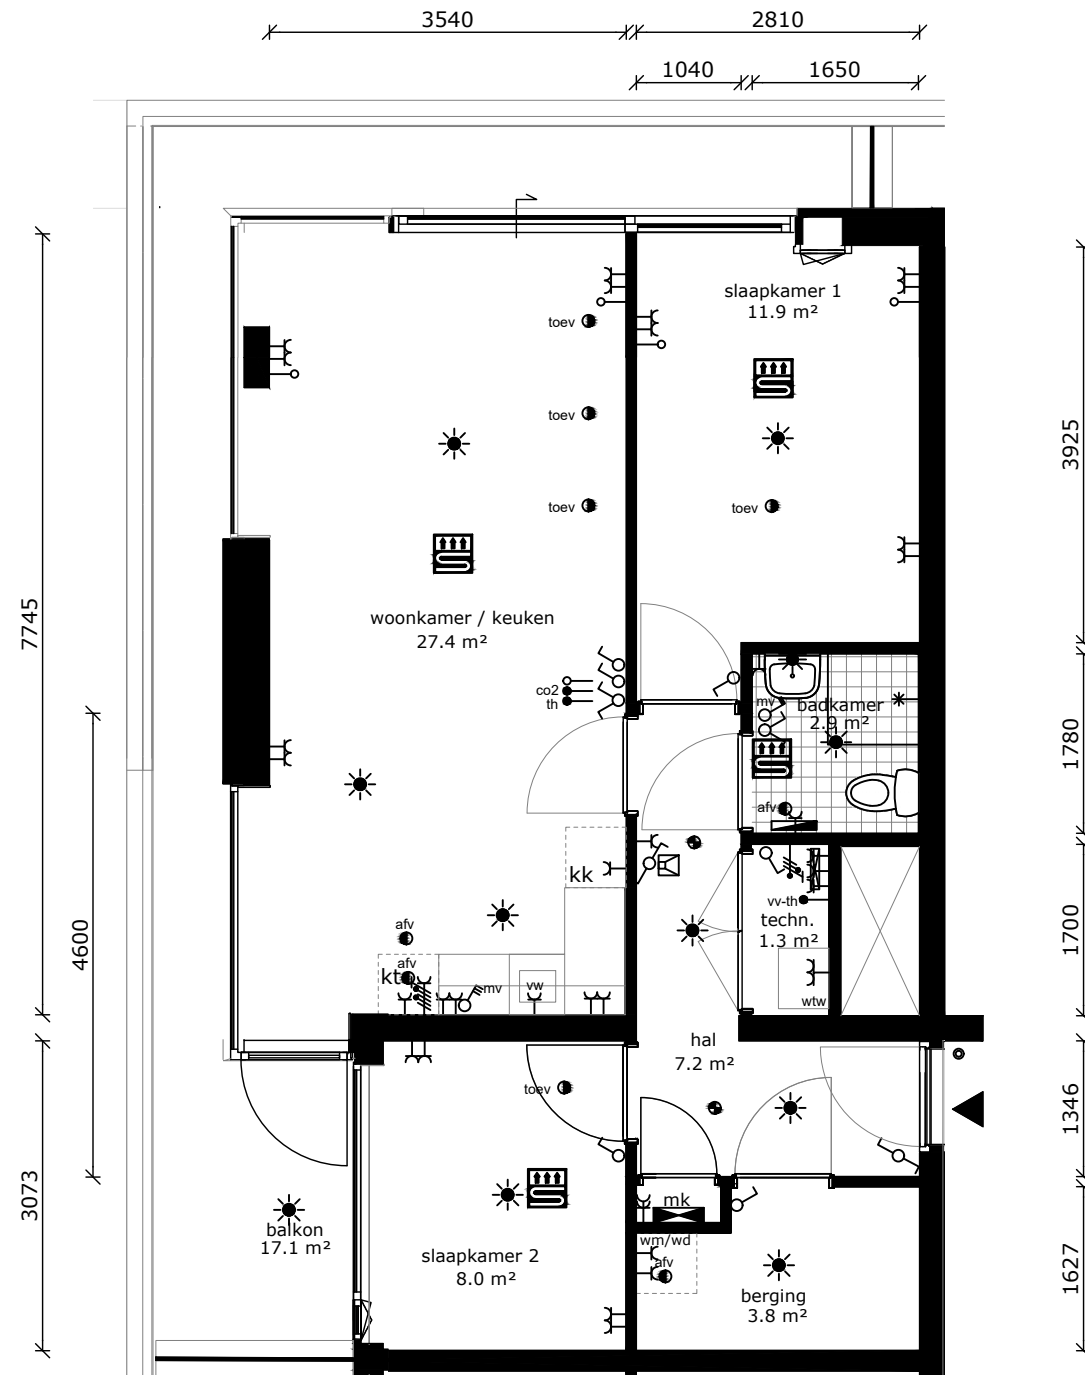 3540
2810
1040
1650
slaapkamer 1
11.9 m²
toev
toev
toev
toev
3925
7745
woonkamer / keuken
27.4 m²
co2
th
mv
badkamer
2.9 m²
1780
afv
kk
vv-th
techn.
1.3 m²
wtw
1700
4600
afv
afv
mv
vw
hal
7.2 m²
toev
1346
3073
mk
balkon
17.1 m²
slaapkamer 2
8.0 m²
wm/wd
afv
berging
3.8 m²
1627